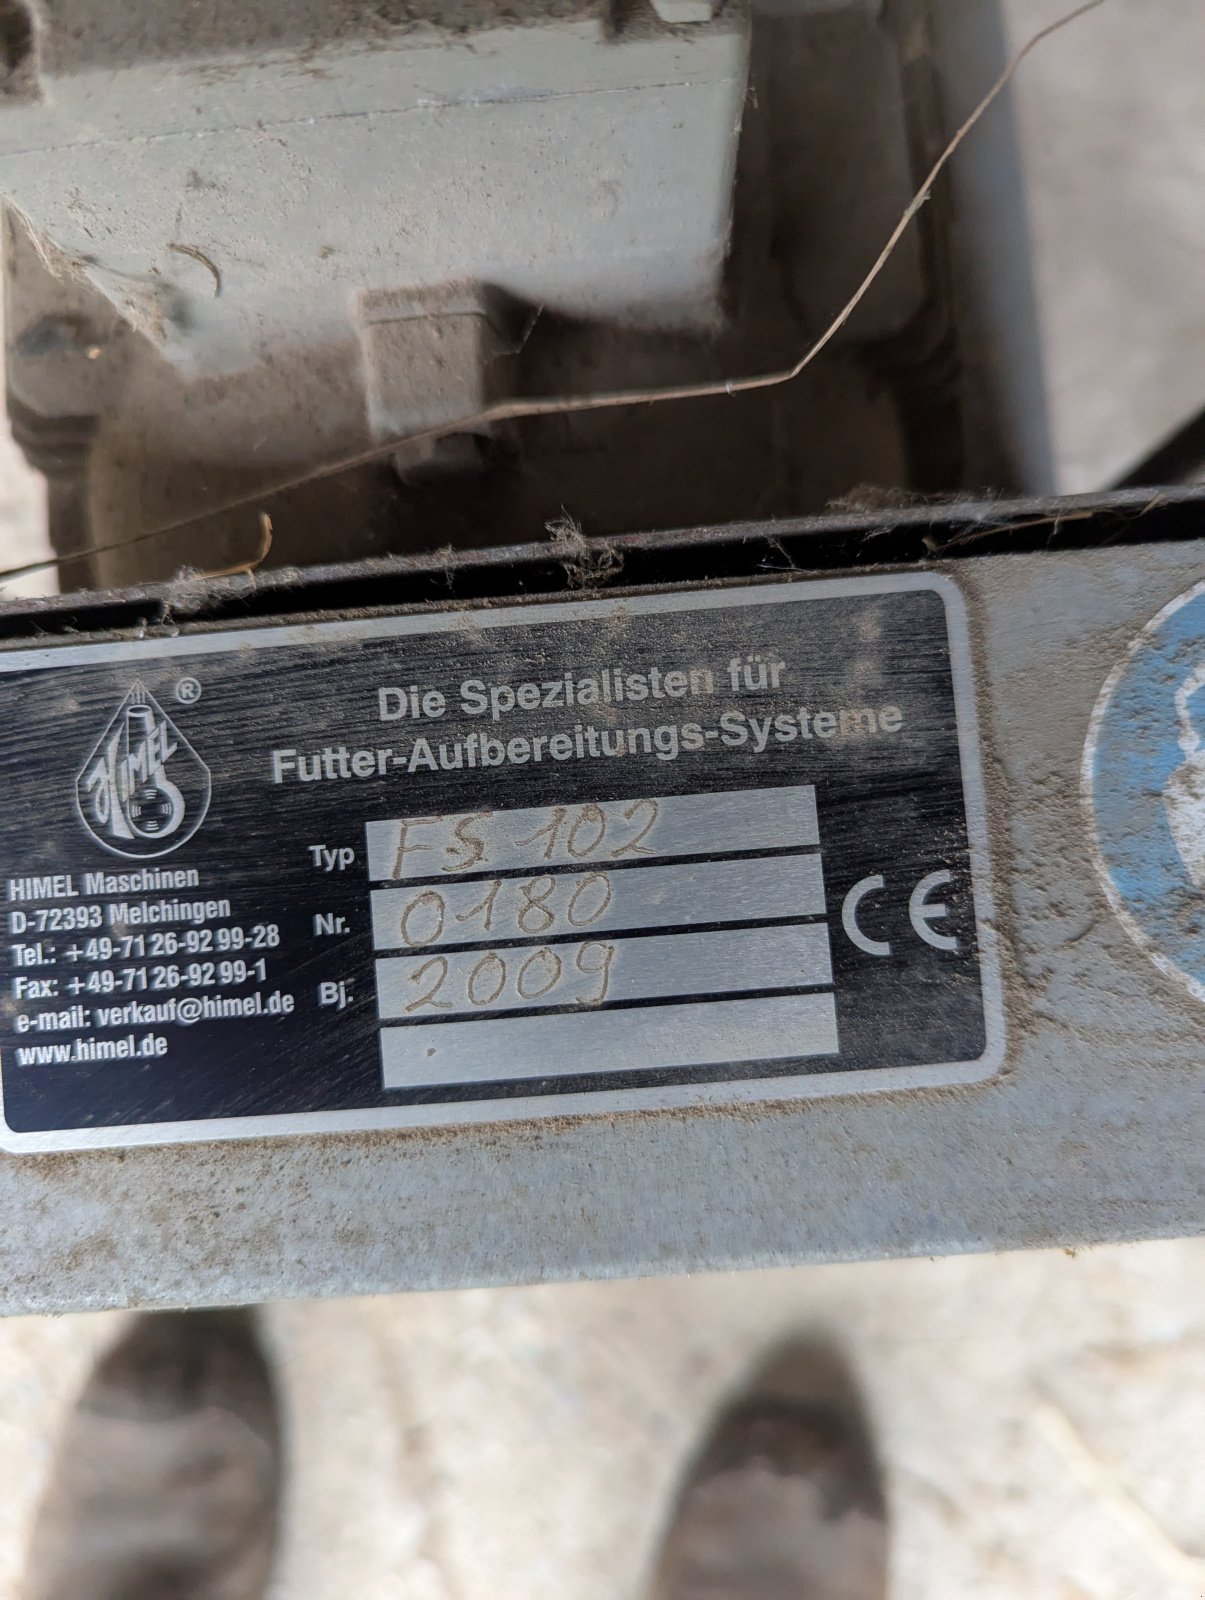 HIMEL
®
Die Spezialisten für
Futter-Aufbereitungs-Systeme
HIMEL Maschinen
D-72393 Melchingen
Tel.: +49-71 26-92 99-28
Fax: +49-71 26-92 99-1
e-mail: verkauf@himel.de
www.himel.de
Typ FS 102
Nr. 0180
Bj. 2009
CE